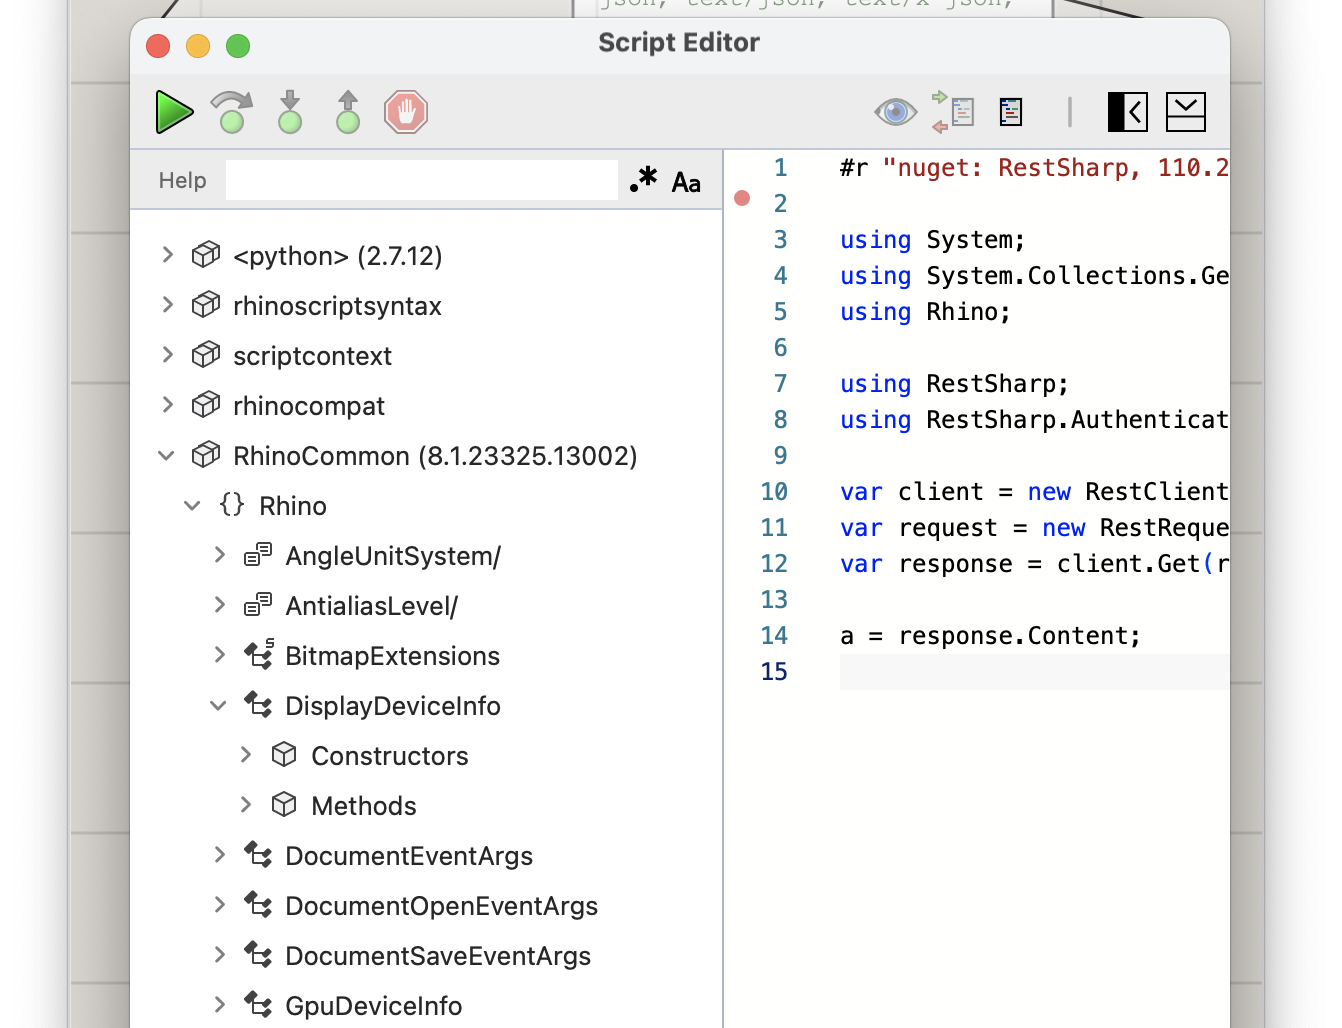 json, text/json, text/x-json,
Script Editor
Help
.* Aa
<python> (2.7.12)
rhinoscriptsyntax
scriptcontext
rhinocompat
RhinoCommon (8.1.23325.13002)
{} Rhino
AngleUnitSystem/
AntialiasLevel/
BitmapExtensions
DisplayDeviceInfo
Constructors
Methods
DocumentEventArgs
DocumentOpenEventArgs
DocumentSaveEventArgs
GpuDeviceInfo
1 #r "nuget: RestSharp, 110.2
2
3 using System;
4 using System.Collections.Ge
5 using Rhino;
6
7 using RestSharp;
8 using RestSharp.Authenticat
9
10 var client = new RestClient
11 var request = new RestReque
12 var response = client.Get(r
13
14 a = response.Content;
15